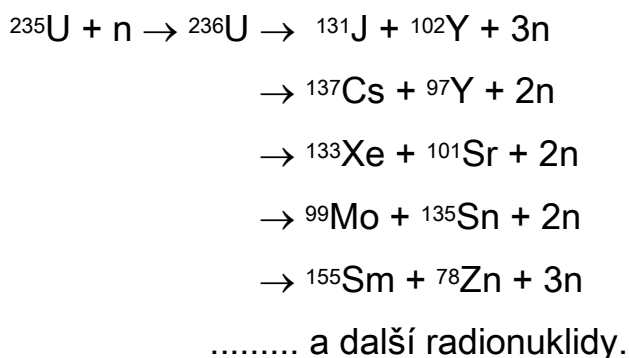 ²³⁵U + n → ²³⁶U → ¹³¹J + ¹⁰²Y + 3n
→ ¹³⁷Cs + ⁹⁷Y + 2n
→ ¹³³Xe + ¹⁰¹Sr + 2n
→ ⁹⁹Mo + ¹³⁵Sn + 2n
→ ¹⁵⁵Sm + ⁷⁸Zn + 3n
......... a další radionuklidy.